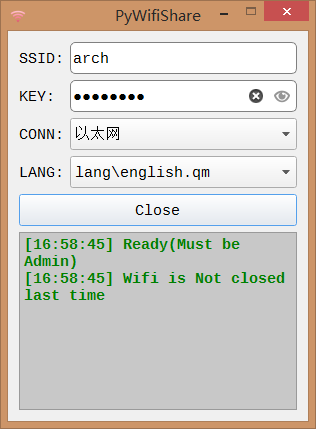 PyWifiShare
SSID: arch
KEY: ●●●●●●●●
CONN: 以太网
LANG: lang\english.qm
Close
[16:58:45] Ready(Must be
Admin)
[16:58:45] Wifi is Not closed
last time